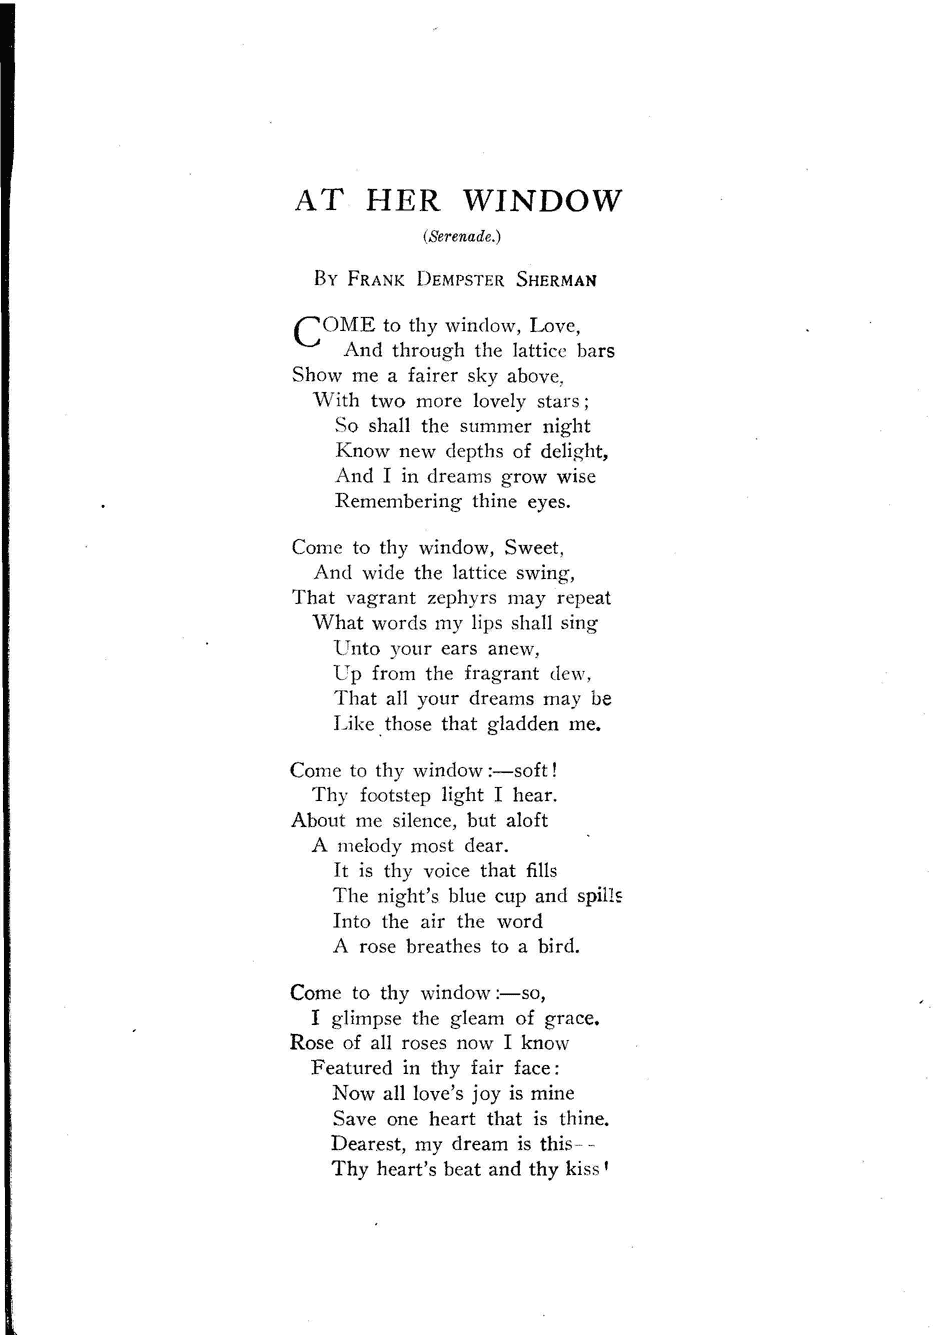 AT HER WINDOW
(Serenade.)
By Frank Dempster Sherman
COME to thy window, Love,
And through the lattice bars
Show me a fairer sky above,
With two more lovely stars;
So shall the summer night
Know new depths of delight,
And I in dreams grow wise
Remembering thine eyes.
Come to thy window, Sweet,
And wide the lattice swing,
That vagrant zephyrs may repeat
What words my lips shall sing
Unto your ears anew,
Up from the fragrant dew,
That all your dreams may be
Like those that gladden me.
Come to thy window:—soft!
Thy footstep light I hear.
About me silence, but aloft
A melody most dear.
It is thy voice that fills
The night's blue cup and spills
Into the air the word
A rose breathes to a bird.
Come to thy window:—so,
I glimpse the gleam of grace.
Rose of all roses now I know
Featured in thy fair face:
Now all love's joy is mine
Save one heart that is thine.
Dearest, my dream is this--
Thy heart's beat and thy kiss!